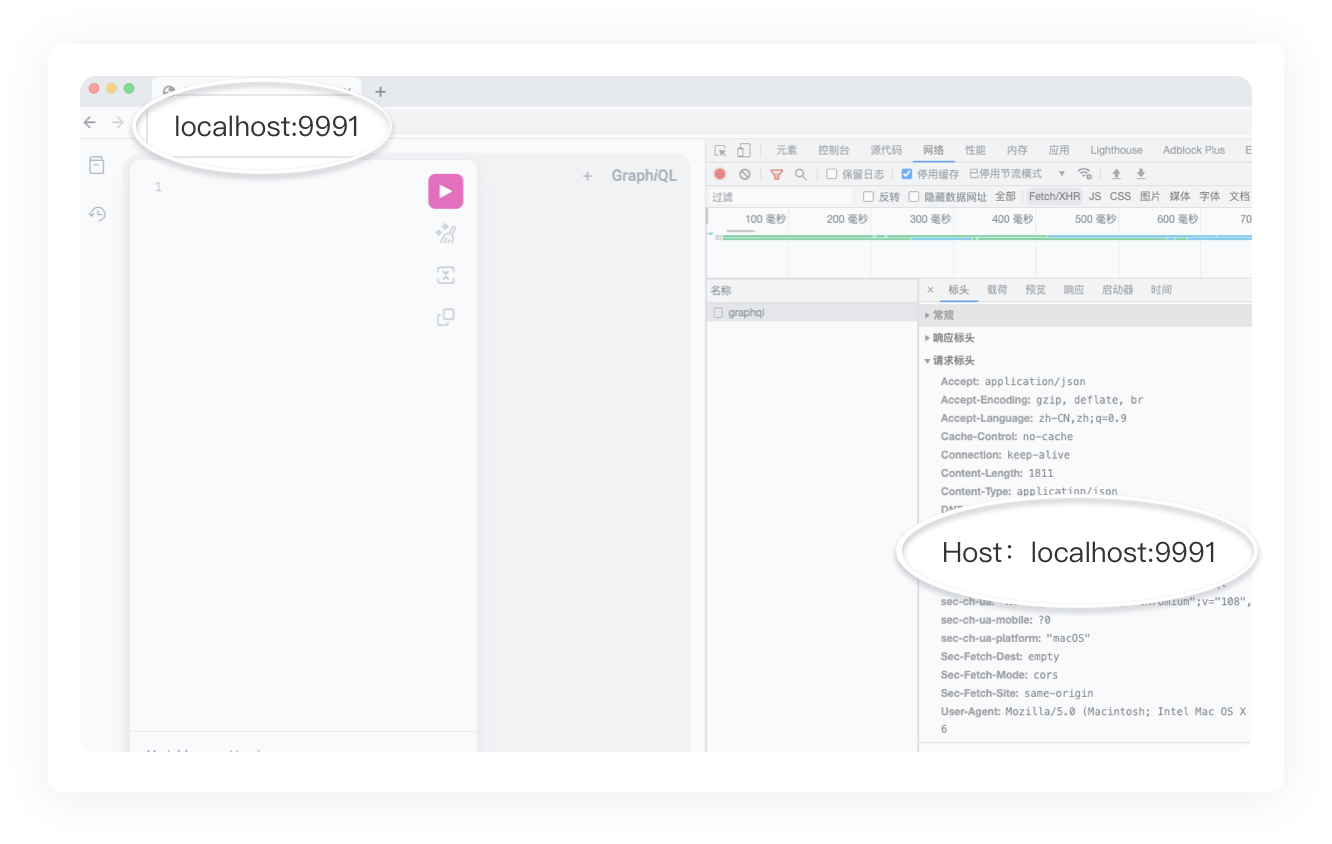 localhost:9991
1
GraphiQL
元素 控制台 源代码 网络 性能 内存 应用 Lighthouse Adblock Plus E
保留日志 停用缓存 已停用节流模式
过滤 反转 隐藏数据网址 全部 Fetch/XHR JS CSS 图片 媒体 字体 文档
100 毫秒 200 毫秒 300 毫秒 400 毫秒 500 毫秒 600 毫秒 70
名称
graphql
标头 载荷 预览 响应 启动器 时间
常规
响应标头
请求标头
Accept: application/json
Accept-Encoding: gzip, deflate, br
Accept-Language: zh-CN,zh;q=0.9
Cache-Control: no-cache
Connection: keep-alive
Content-Length: 1811
Content-Type: application/json
DNT
Host：localhost:9991
sec-ch-ua: ";v="108",
sec-ch-ua-mobile: ?0
sec-ch-ua-platform: "macOS"
Sec-Fetch-Dest: empty
Sec-Fetch-Mode: cors
Sec-Fetch-Site: same-origin
User-Agent: Mozilla/5.0 (Macintosh; Intel Mac OS X
6